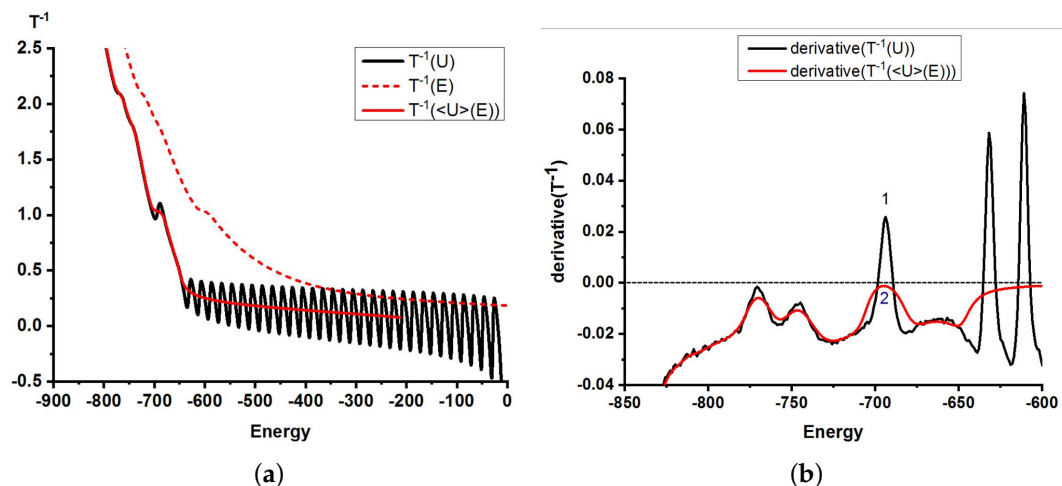 T⁻¹
2.5
2.0
1.5
1.0
0.5
0.0
-0.5
-900 -800 -700 -600 -500 -400 -300 -200 -100 0
Energy
T⁻¹(U)
T⁻¹(E)
T⁻¹(<U>(E))
(a)
derivative(T⁻¹(U))
derivative(T⁻¹(<U>(E)))
derivative(T⁻¹)
0.08
0.06
0.04
0.02
0.00
-0.02
-0.04
1
2
-850 -800 -750 -700 -650 -600
Energy
(b)